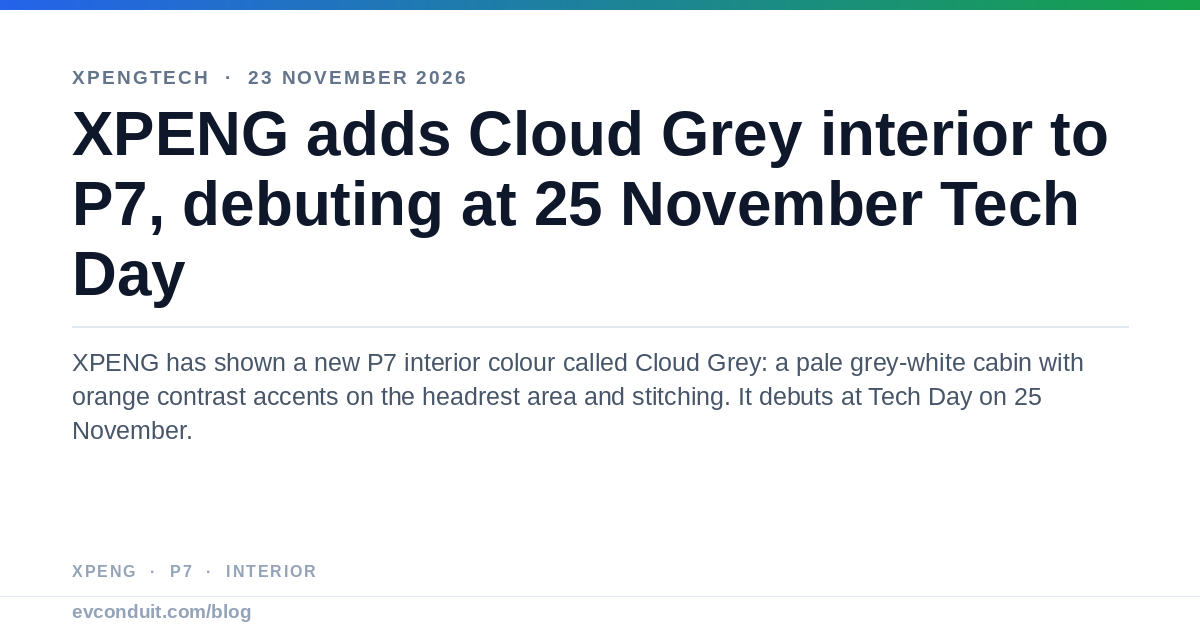 XPENGTECH · 23 NOVEMBER 2026
XPENG adds Cloud Grey interior to
P7, debuting at 25 November Tech
Day
XPENG has shown a new P7 interior colour called Cloud Grey: a pale grey-white cabin with
orange contrast accents on the headrest area and stitching. It debuts at Tech Day on 25
November.
XPENG · P7 · INTERIOR
evconduit.com/blog